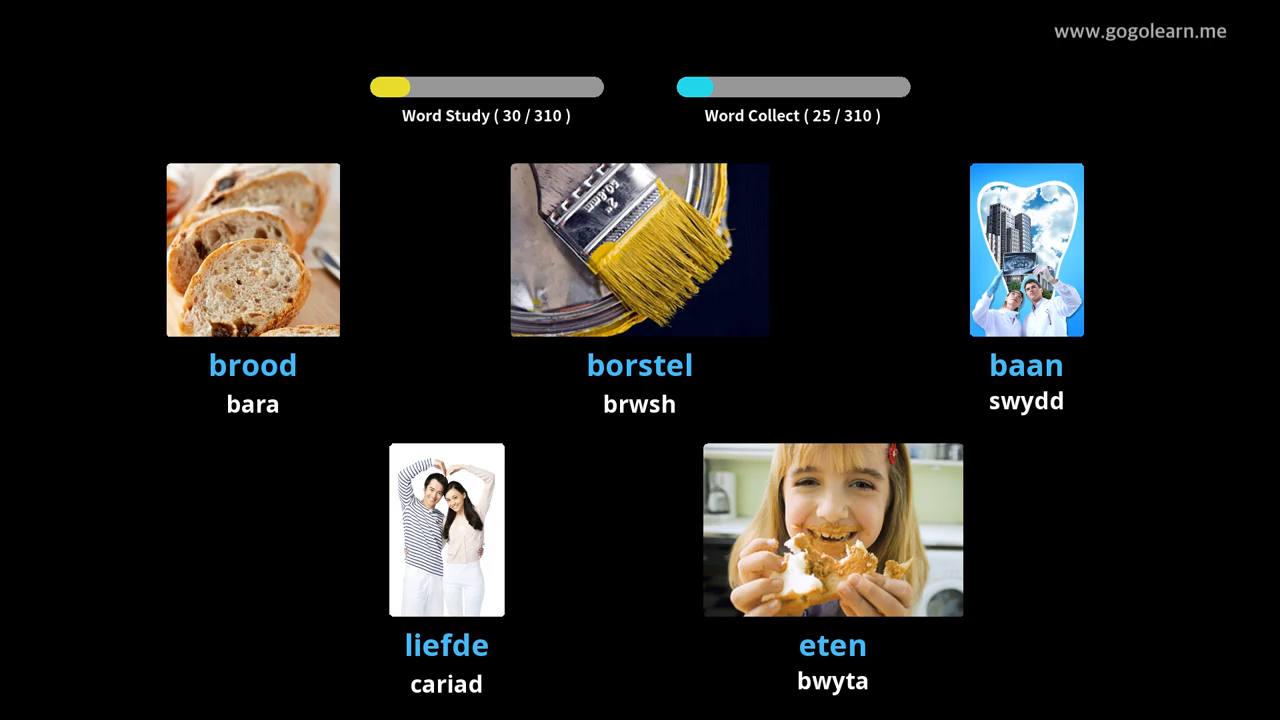 www.gogolearn.me
Word Study ( 30 / 310 )
Word Collect ( 25 / 310 )
brood
borstel
baan
bara
brwsh
swydd
liefde
eten
cariad
bwyta